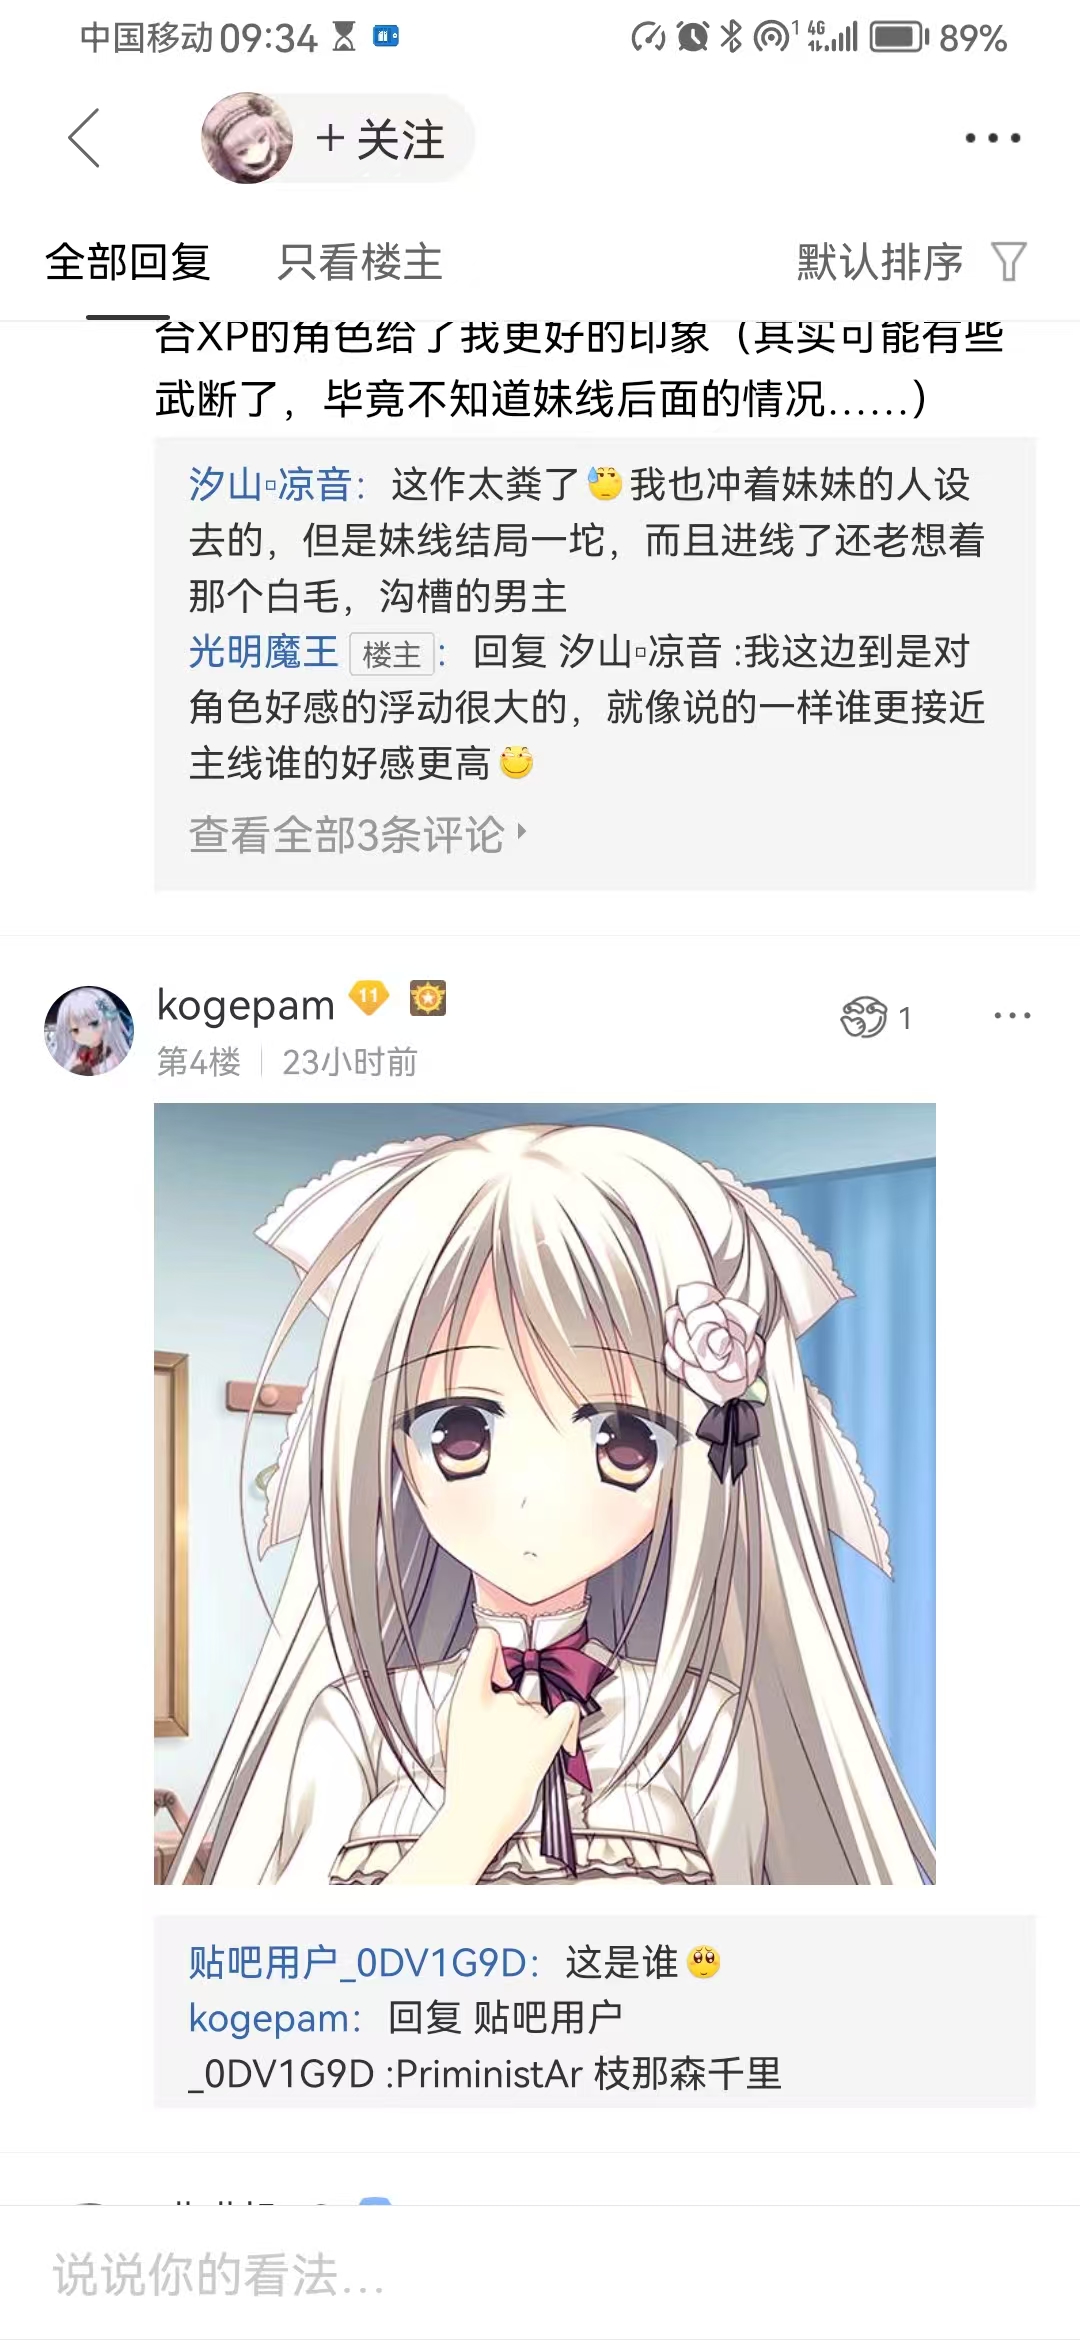 中国移动 09:34 1 4G 89%
+ 关注
全部回复 只看楼主 默认排序
合XP的角色给了我更好的印象（其实可能有些
武断了，毕竟不知道妹线后面的情况……）
汐山▫凉音：这作太粪了我也冲着妹妹的人设
去的，但是妹线结局一坨，而且进线了还老想着
那个白毛，沟槽的男主
光明魔王 楼主：回复 汐山▫凉音 :我这边到是对
角色好感的浮动很大的，就像说的一样谁更接近
主线谁的好感更高
查看全部3条评论
kogepam 11 1
第4楼 23小时前
贴吧用户_0DV1G9D：这是谁
kogepam：回复 贴吧用户
_0DV1G9D :PriministAr 枝那森千里
说说你的看法...